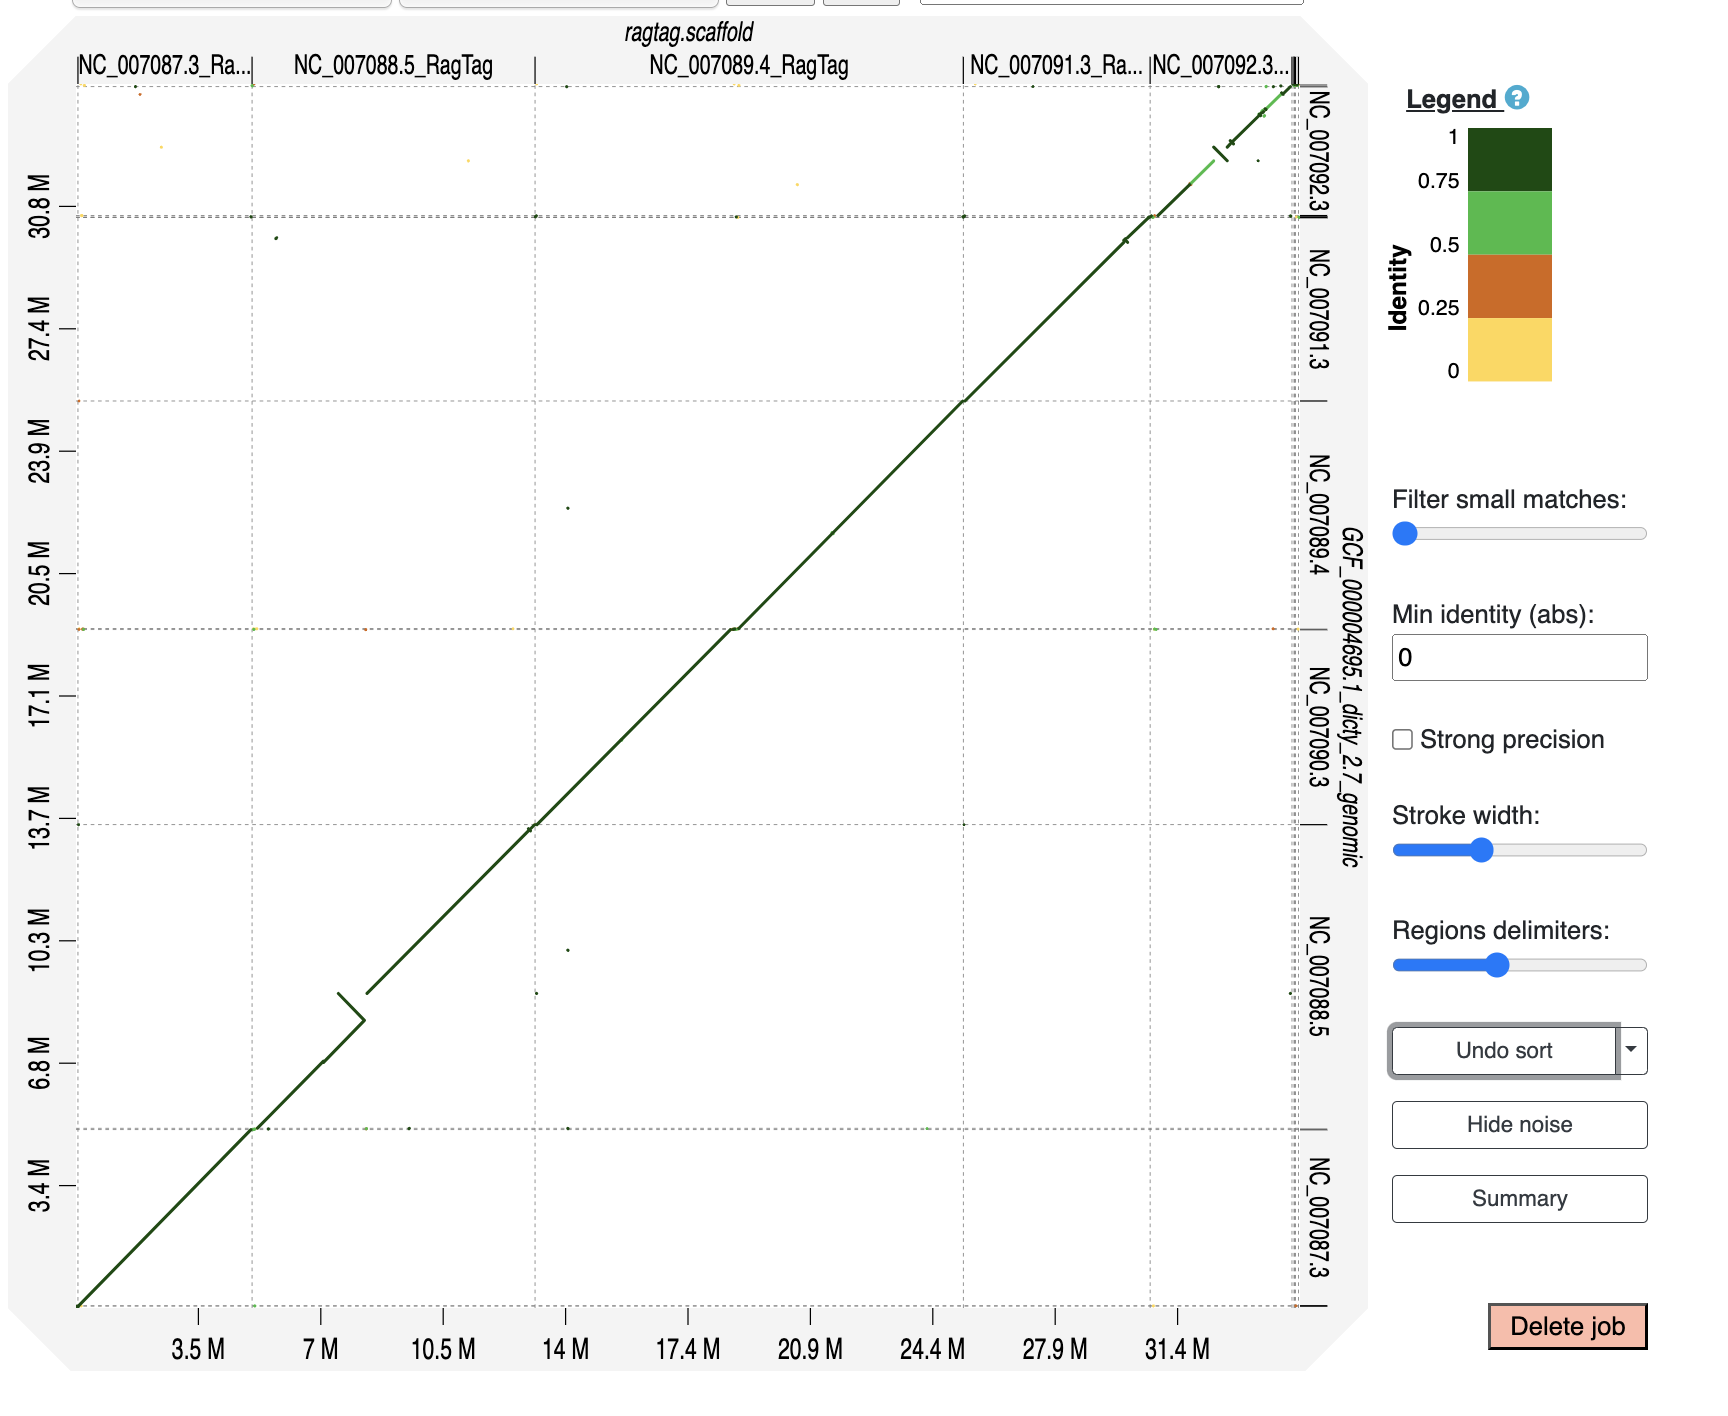 ragtag.scaffold
NC_007087.3_Ra...
NC_007088.5_RagTag
NC_007089.4_RagTag
NC_007091.3_Ra...
NC_007092.3...
30.8 M
27.4 M
23.9 M
20.5 M
17.1 M
13.7 M
10.3 M
6.8 M
3.4 M
3.5 M
7 M
10.5 M
14 M
17.4 M
20.9 M
24.4 M
27.9 M
31.4 M
NC_007092.3
NC_007091.3
NC_007089.4
NC_007090.3
NC_007088.5
NC_007087.3
GCF_000004695.1_dicty_2.7_genomic
Legend ?
Identity
1
0.75
0.5
0.25
0
Filter small matches:
Min identity (abs):
0
Strong precision
Stroke width:
Regions delimiters:
Undo sort
Hide noise
Summary
Delete job